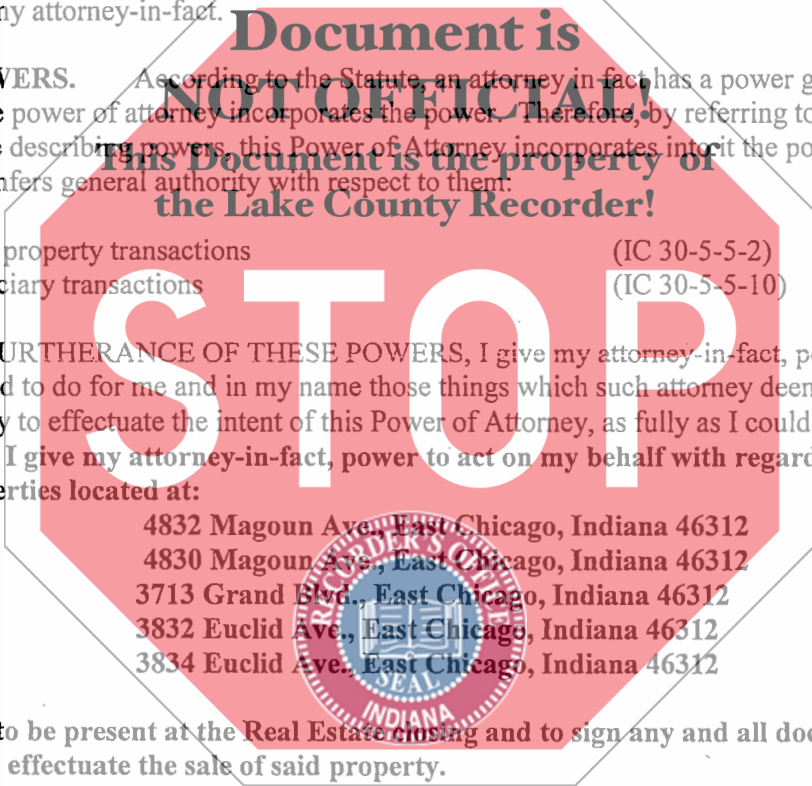 ny attorney-in-fact.
Document is
VERS. According to the Statute, an attorney in fact has a power g
NOT OFFICIAL!
e power of attorney incorporates the power. Therefore, by referring to
describing powers, this Power of Attorney incorporates into it the po
This Document is the property of
nfers general authority with respect to them:
the Lake County Recorder!
property transactions (IC 30-5-5-2)
ciary transactions (IC 30-5-5-10)
STOP
URTHERANCE OF THESE POWERS, I give my attorney-in-fact, p
d to do for me and in my name those things which such attorney deem
y to effectuate the intent of this Power of Attorney, as fully as I could
I give my attorney-in-fact, power to act on my behalf with regard
erties located at:
4832 Magoun Ave., East Chicago, Indiana 46312
4830 Magoun Ave., East Chicago, Indiana 46312
3713 Grand Blvd., East Chicago, Indiana 46312
3832 Euclid Ave., East Chicago, Indiana 46312
3834 Euclid Ave., East Chicago, Indiana 46312
RECORDER'S OFFICE
SEAL
INDIANA
to be present at the Real Estate closing and to sign any and all doc
effectuate the sale of said property.